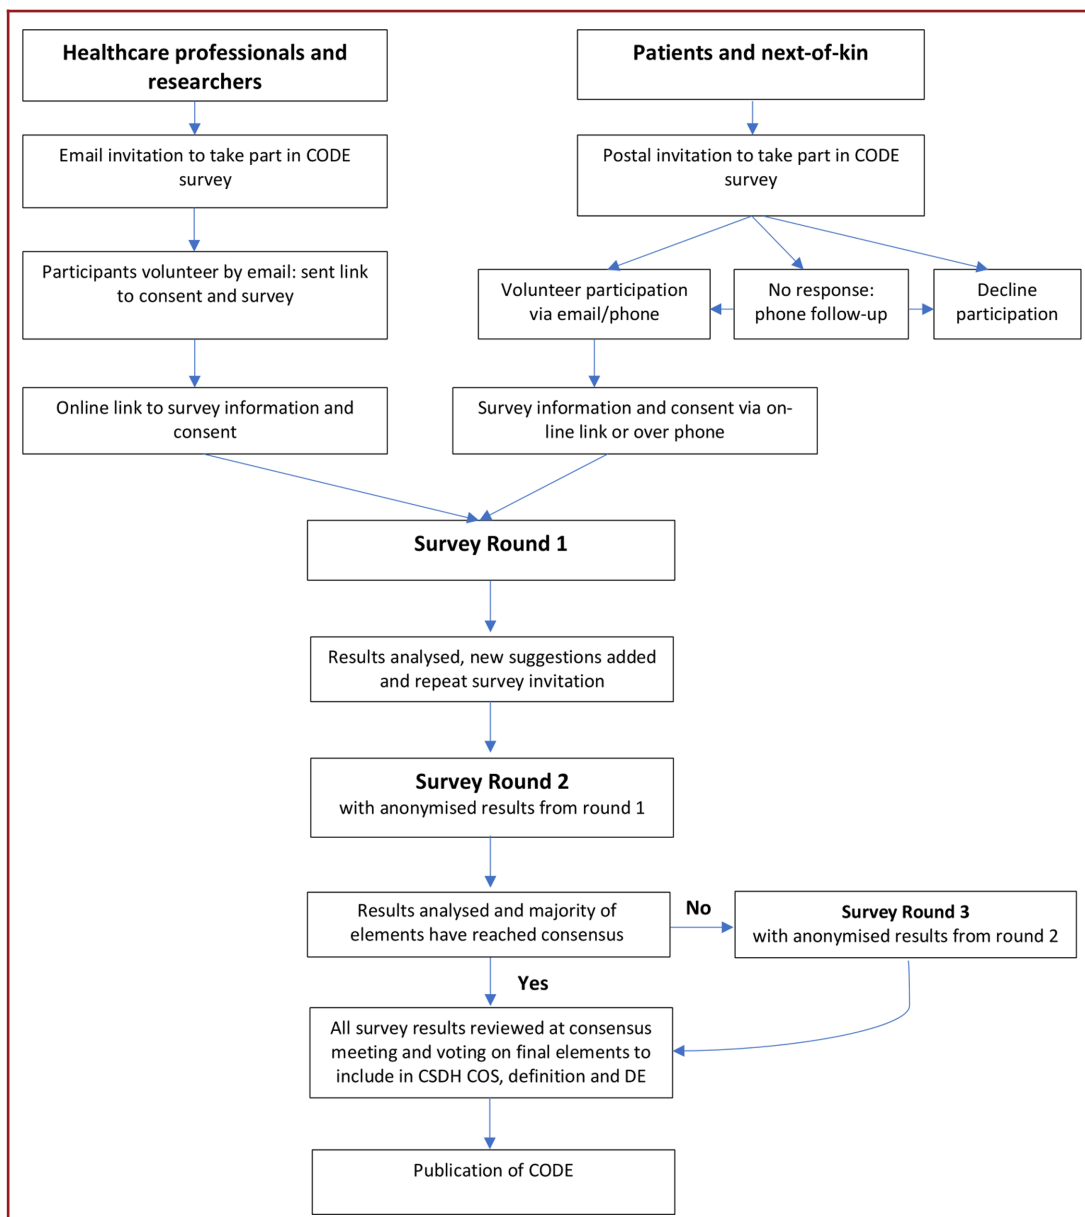 Healthcare professionals and
researchers
Patients and next-of-kin
Email invitation to take part in CODE
survey
Postal invitation to take part in CODE
survey
Participants volunteer by email: sent link
to consent and survey
Volunteer participation
via email/phone
No response:
phone follow-up
Decline
participation
Online link to survey information and
consent
Survey information and consent via on-
line link or over phone
Survey Round 1
Results analysed, new suggestions added
and repeat survey invitation
Survey Round 2
with anonymised results from round 1
Results analysed and majority of
elements have reached consensus
No
Survey Round 3
with anonymised results from round 2
Yes
All survey results reviewed at consensus
meeting and voting on final elements to
include in CSDH COS, definition and DE
Publication of CODE